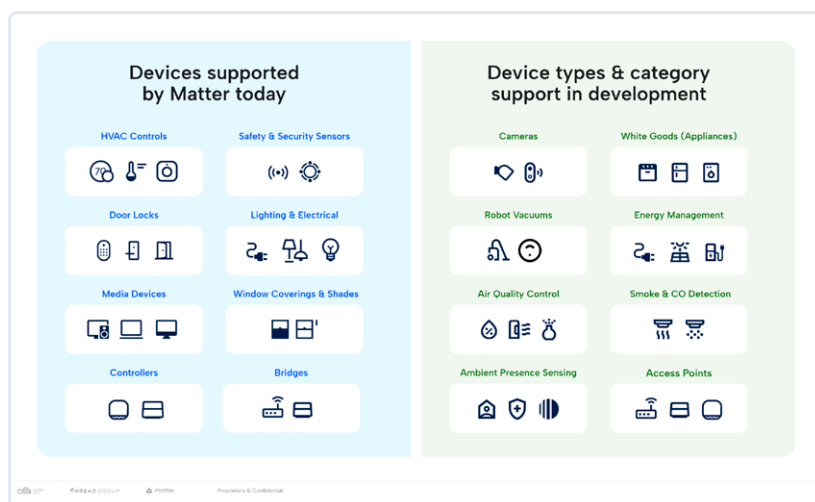 Devices supported
by Matter today
HVAC Controls
Safety & Security Sensors
70
Door Locks
Lighting & Electrical
Media Devices
Window Coverings & Shades
Controllers
Bridges
Device types & category
support in development
Cameras
White Goods (Appliances)
Robot Vacuums
Energy Management
Air Quality Control
Smoke & CO Detection
Ambient Presence Sensing
Access Points
THREAD GROUP
matter
Proprietary & Confidential